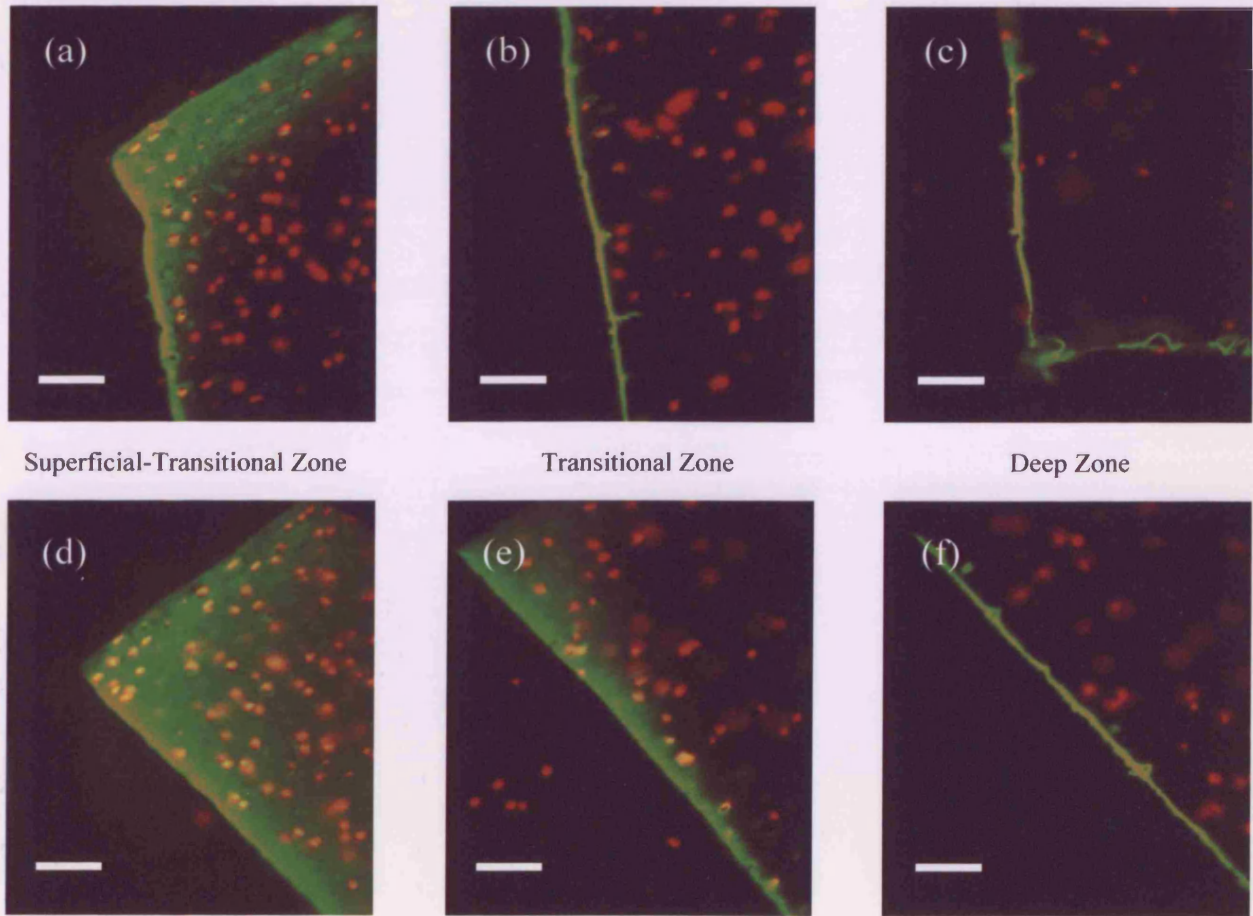 (a)
(b)
(c)
Superficial-Transitional Zone
Transitional Zone
Deep Zone
(d)
(e)
(f)